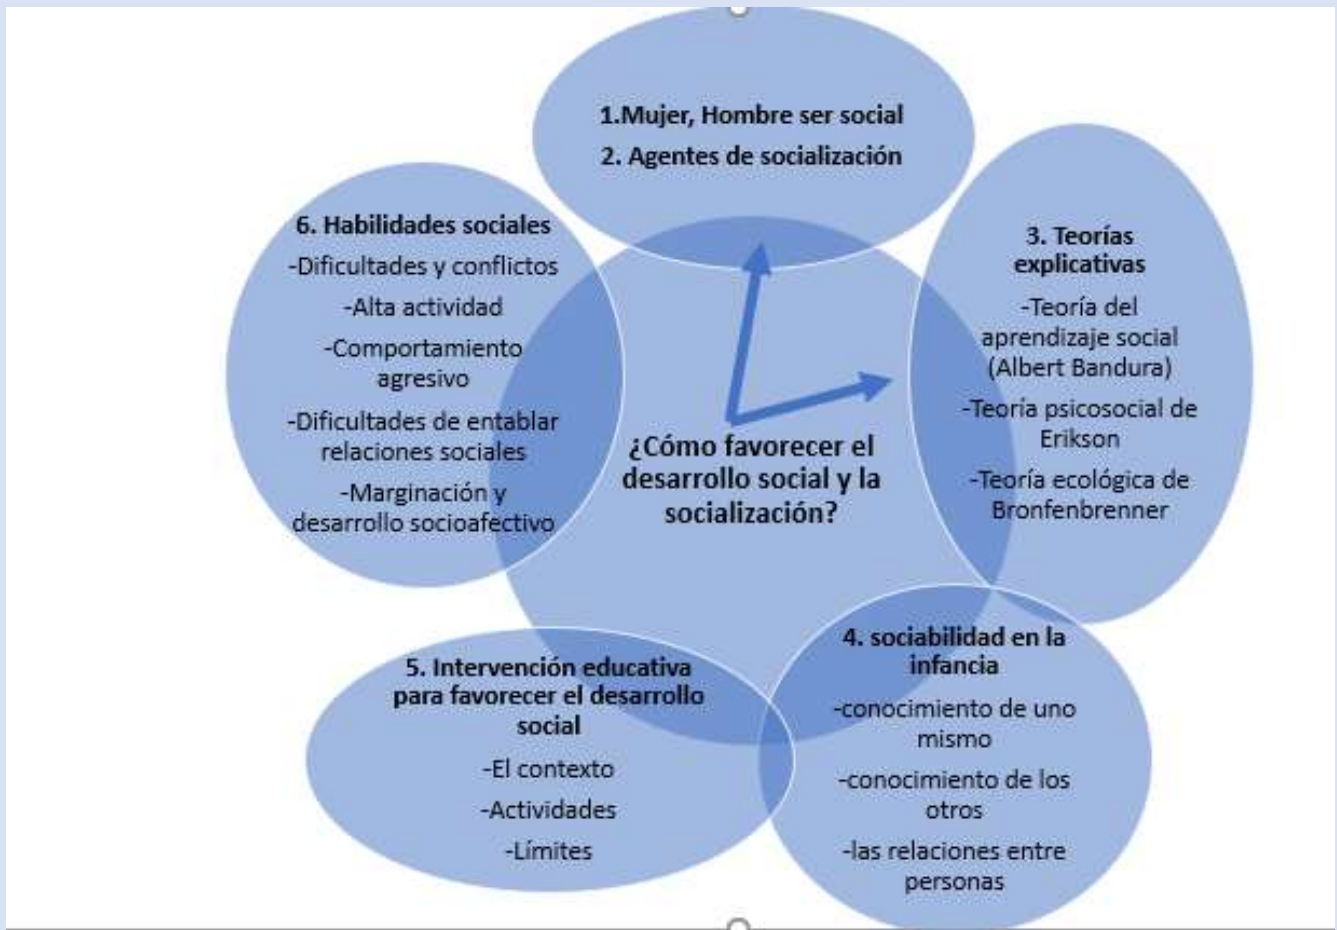 1.Mujer, Hombre ser social
2. Agentes de socialización
3. Teorías
explicativas
-Teoría del
aprendizaje social
(Albert Bandura)
-Teoría psicosocial de
Erikson
-Teoría ecológica de
Bronfenbrenner
4. sociabilidad en la
infancia
-conocimiento de uno
mismo
-conocimiento de los
otros
-las relaciones entre
personas
5. Intervención educativa
para favorecer el desarrollo
social
-El contexto
-Actividades
-Límites
6. Habilidades sociales
-Dificultades y conflictos
-Alta actividad
-Comportamiento
agresivo
-Dificultades de entablar
relaciones sociales
-Marginación y
desarrollo socioafectivo
¿Cómo favorecer el
desarrollo social y la
socialización?